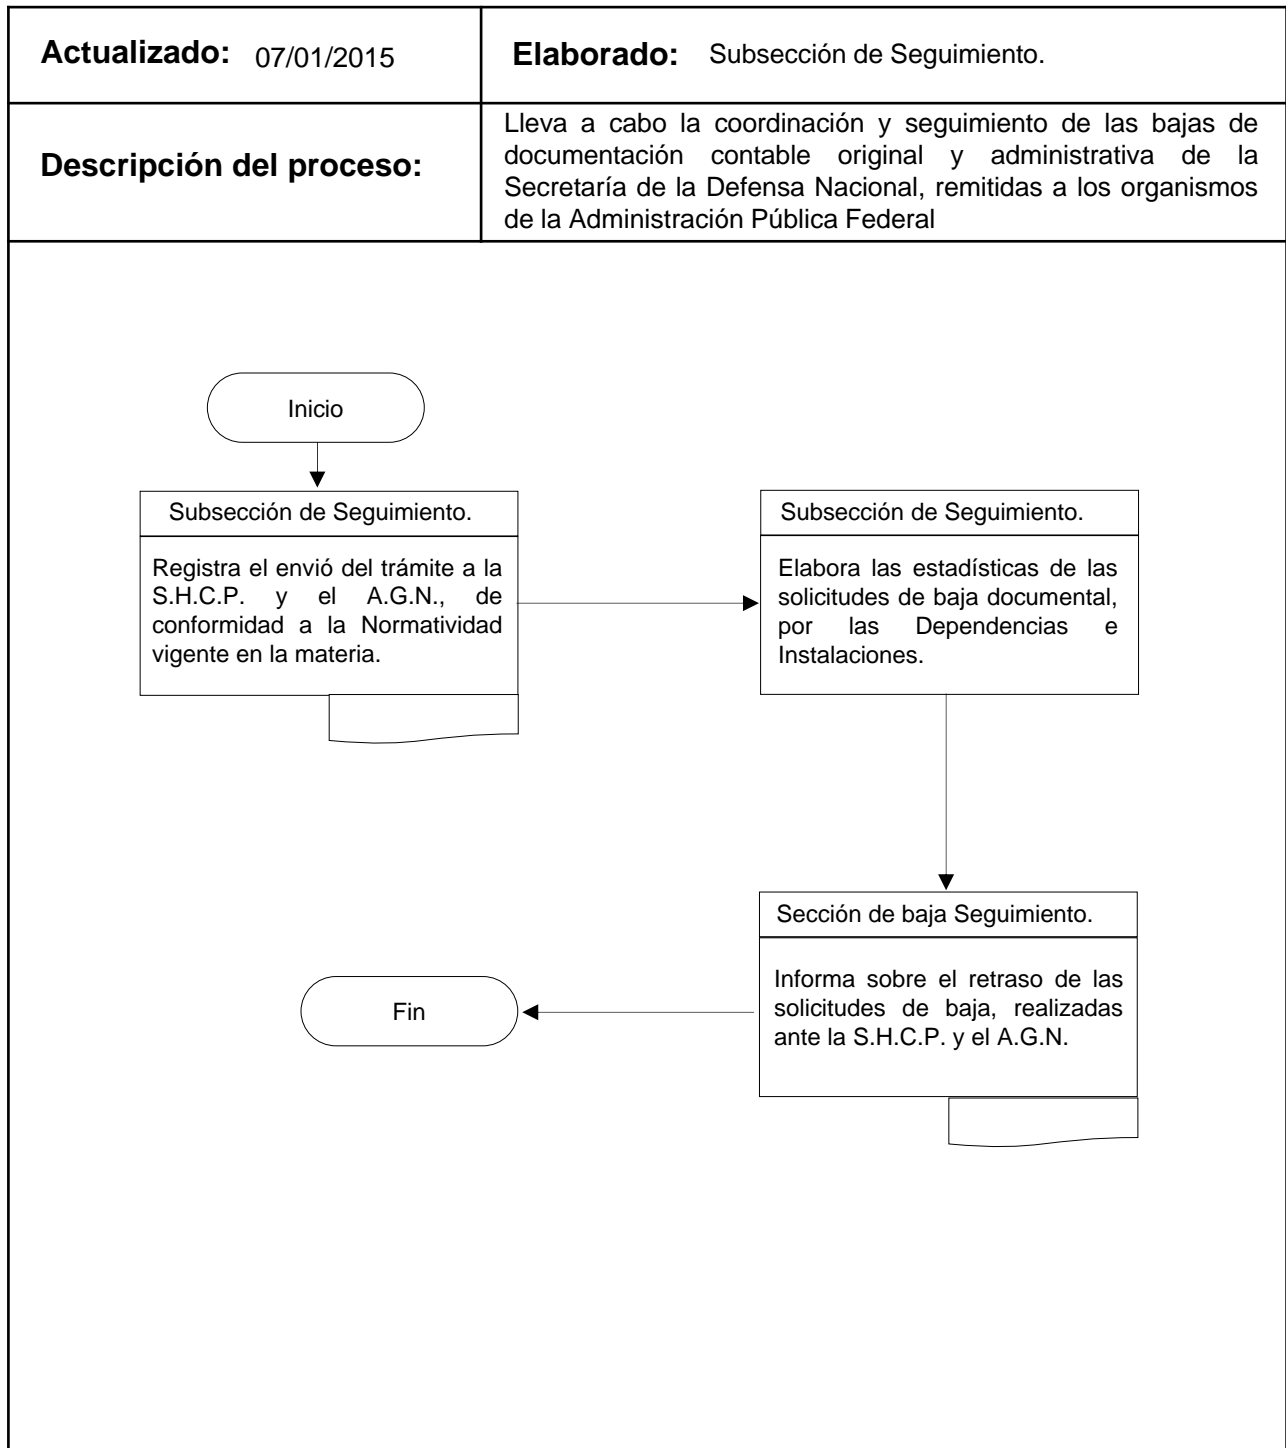 Actualizado: 07/01/2015
Elaborado: Subsección de Seguimiento.
Descripción del proceso:
Lleva a cabo la coordinación y seguimiento de las bajas de
documentación contable original y administrativa de la
Secretaría de la Defensa Nacional, remitidas a los organismos
de la Administración Pública Federal
Inicio
Subsección de Seguimiento.
Registra el envió del trámite a la
S.H.C.P. y el A.G.N., de
conformidad a la Normatividad
vigente en la materia.
Subsección de Seguimiento.
Elabora las estadísticas de las
solicitudes de baja documental,
por las Dependencias e
Instalaciones.
Sección de baja Seguimiento.
Informa sobre el retraso de las
solicitudes de baja, realizadas
ante la S.H.C.P. y el A.G.N.
Fin